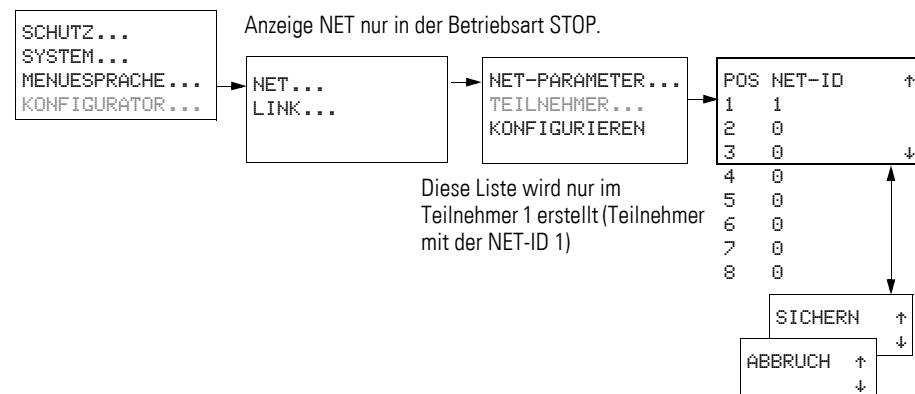 Anzeige NET nur in der Betriebsart STOP.
SCHUTZ...
SYSTEM...
MENUESPRACHE...
KONFIGURATOR...
NET...
LINK...
NET-PARAMETER...
TEILNEHMER...
KONFIGURIEREN
Diese Liste wird nur im
Teilnehmer 1 erstellt (Teilnehmer
mit der NET-ID 1)
POS NET-ID ↑
1 1
2 0
3 0 ↓
4 0
5 0
6 0
7 0
8 0
SICHERN ↑
↓
ABBRUCH ↑
↓